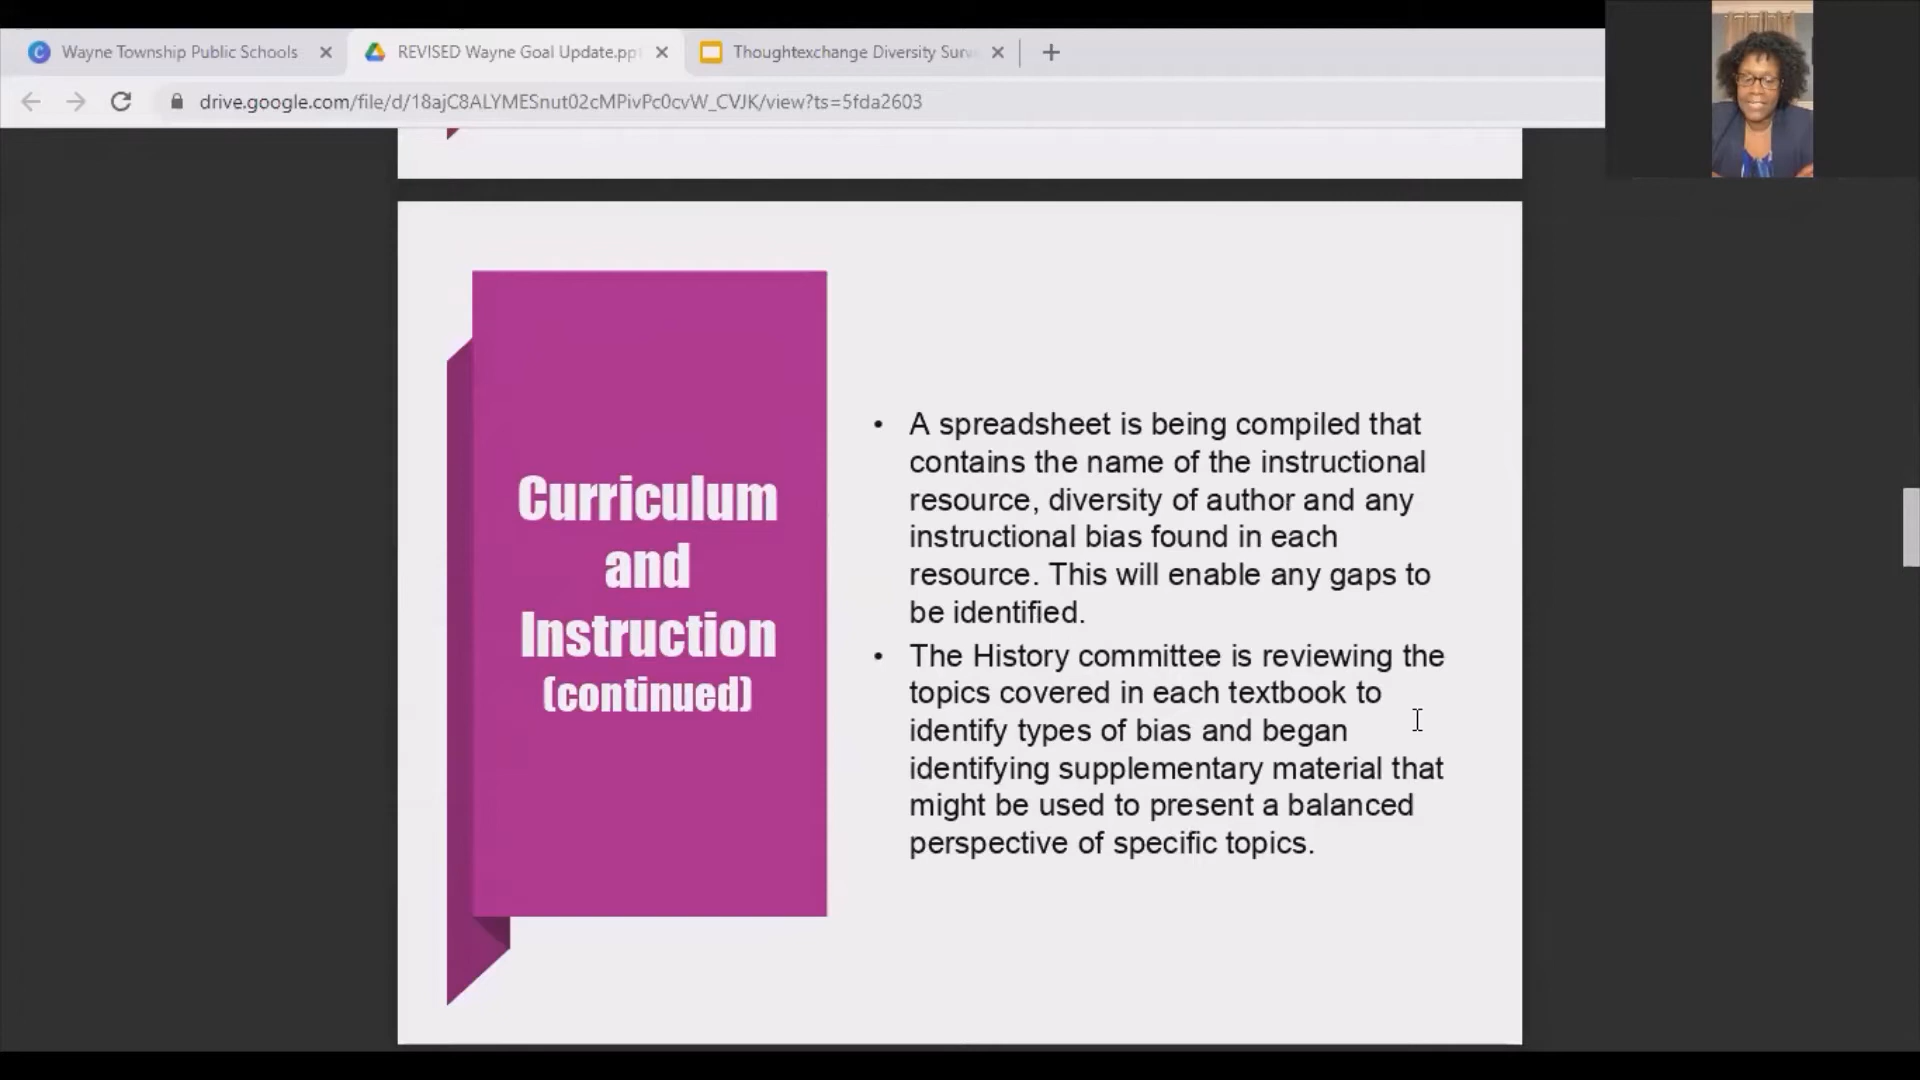 Wayne Township Public Schools
REVISED Wayne Goal Update.ppt
Thoughtexchange Diversity Surv
drive.google.com/file/d/18ajC8ALYMESnut02cMPivPc0cvW_CVJK/view?ts=5fda2603
Curriculum
and
Instruction
(continued)
• A spreadsheet is being compiled that
contains the name of the instructional
resource, diversity of author and any
instructional bias found in each
resource. This will enable any gaps to
be identified.
• The History committee is reviewing the
topics covered in each textbook to
identify types of bias and began
identifying supplementary material that
might be used to present a balanced
perspective of specific topics.